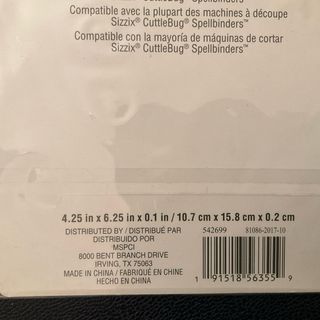 Sizzix® CuttleBug® Spellbinders™
Compatible avec la plupart des machines à découpe
Sizzix® CuttleBug® Spellbinders™
Compatible con la mayoría de máquinas de cortar
Sizzix® CuttleBug® Spellbinders™
4.25 in x 6.25 in x 0.1 in / 10.7 cm x 15.8 cm x 0.2 cm
DISTRIBUTED BY / DISTRIBUÉ PAR
DISTRIBUIDO POR
MSPCI
8000 BENT BRANCH DRIVE
IRVING, TX 75063
MADE IN CHINA / FABRIQUÉ EN CHINE
HECHO EN CHINA
542699 81086-2017-10
1 91518 56355 9